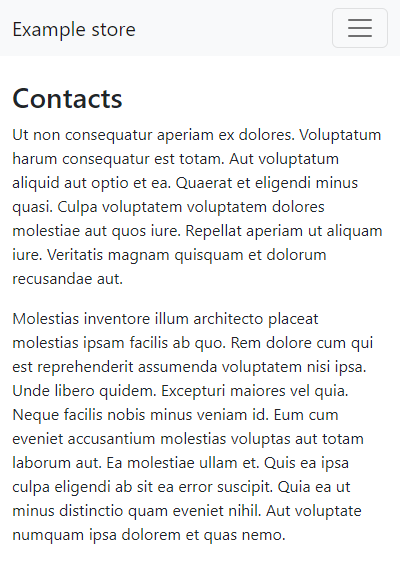 Example store
Contacts
Ut non consequatur aperiam ex dolores. Voluptatum
harum consequatur est totam. Aut voluptatum
aliquid aut optio et ea. Quaerat et eligendi minus
quasi. Culpa voluptatem voluptatem dolores
molestiae aut quos iure. Repellat aperiam ut aliquam
iure. Veritatis magnam quisquam et dolorum
recusandae aut.
Molestias inventore illum architecto placeat
molestias ipsam facilis ab quo. Rem dolore cum qui
est reprehenderit assumenda voluptatem nisi ipsa.
Unde libero quidem. Excepturi maiores vel quia.
Neque facilis nobis minus veniam id. Eum cum
eveniet accusantium molestias voluptas aut totam
laborum aut. Ea molestiae ullam et. Quis ea ipsa
culpa eligendi ab sit ea error suscipit. Quia ea ut
minus distinctio quam eveniet nihil. Aut voluptate
numquam ipsa dolorem et quas nemo.